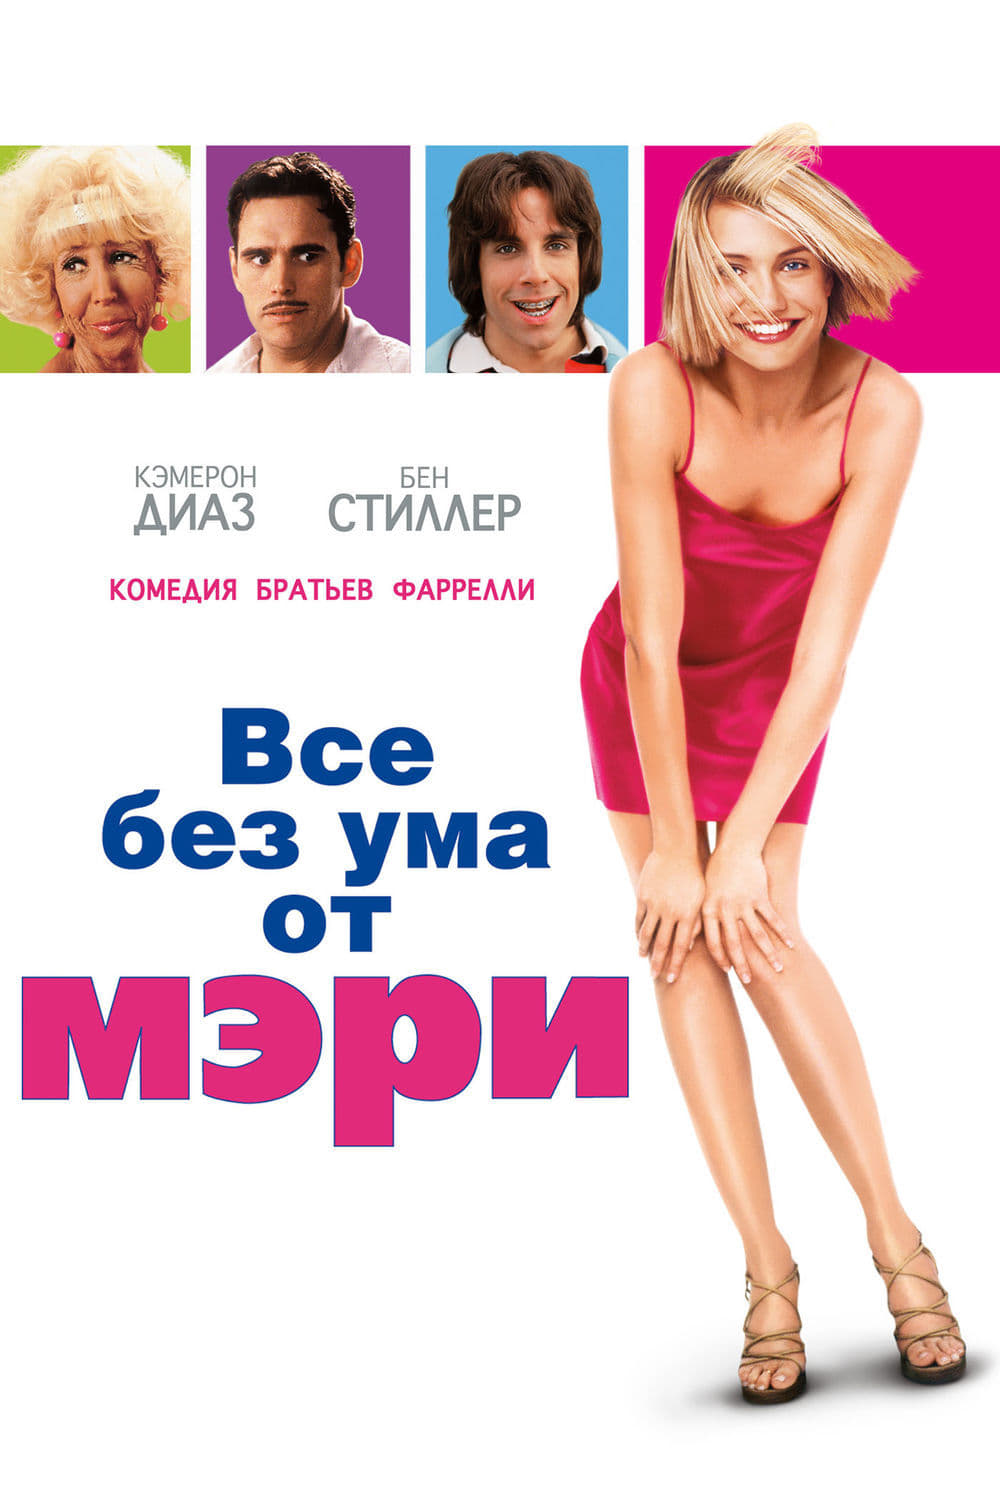 КЭМЕРОН
ДИАЗ
БЕН
СТИЛЛЕР
КОМЕДИЯ БРАТЬЕВ ФАРРЕЛЛИ
Все
без ума
от
мэри